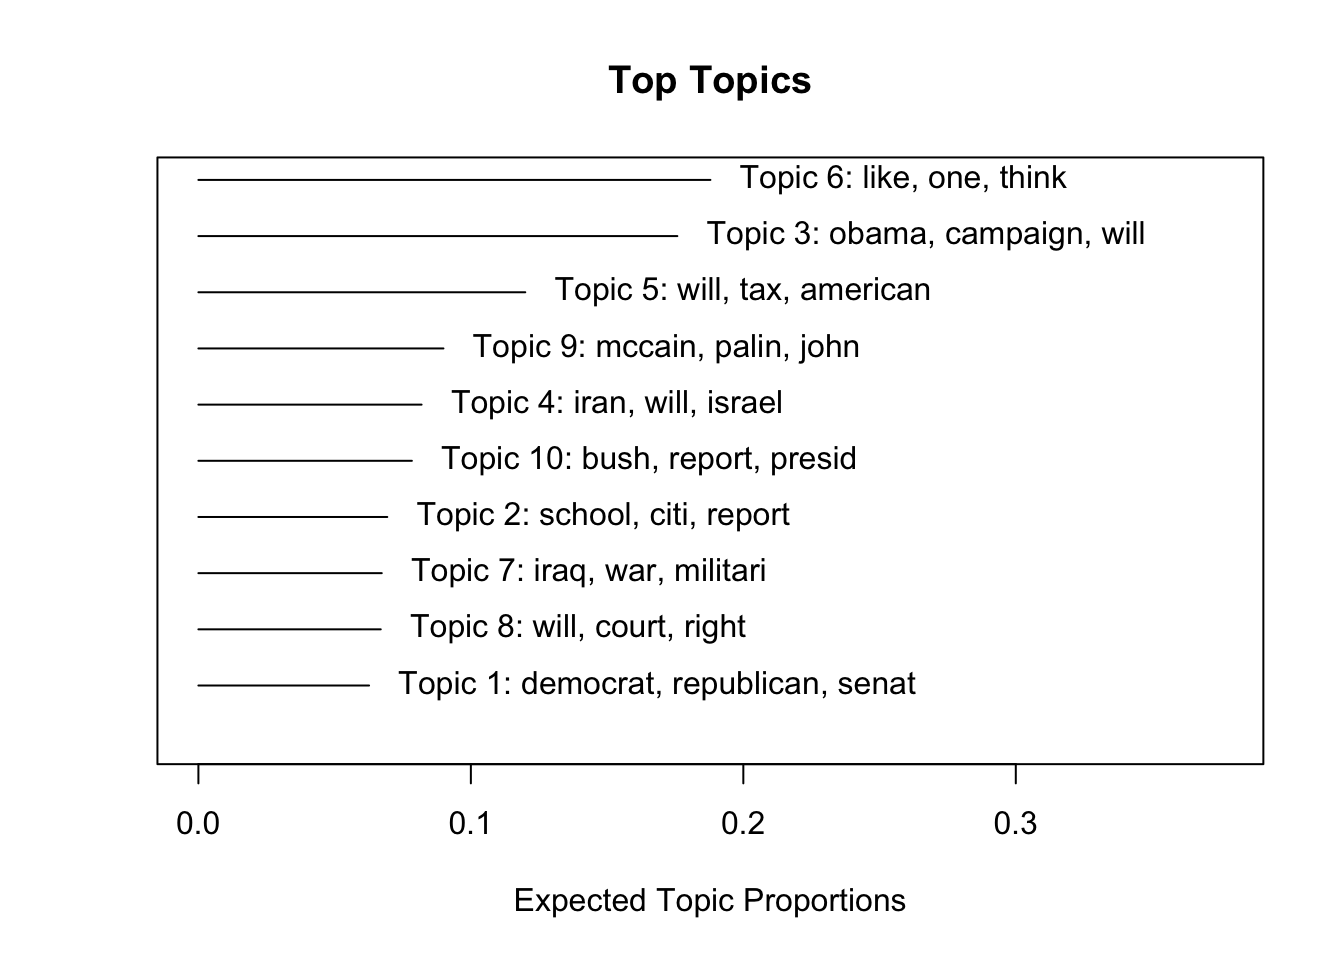 Top Topics
Topic 6: like, one, think
Topic 3: obama, campaign, will
Topic 5: will, tax, american
Topic 9: mccain, palin, john
Topic 4: iran, will, israel
Topic 10: bush, report, presid
Topic 2: school, citi, report
Topic 7: iraq, war, militari
Topic 8: will, court, right
Topic 1: democrat, republican, senat
0.0 0.1 0.2 0.3
Expected Topic Proportions